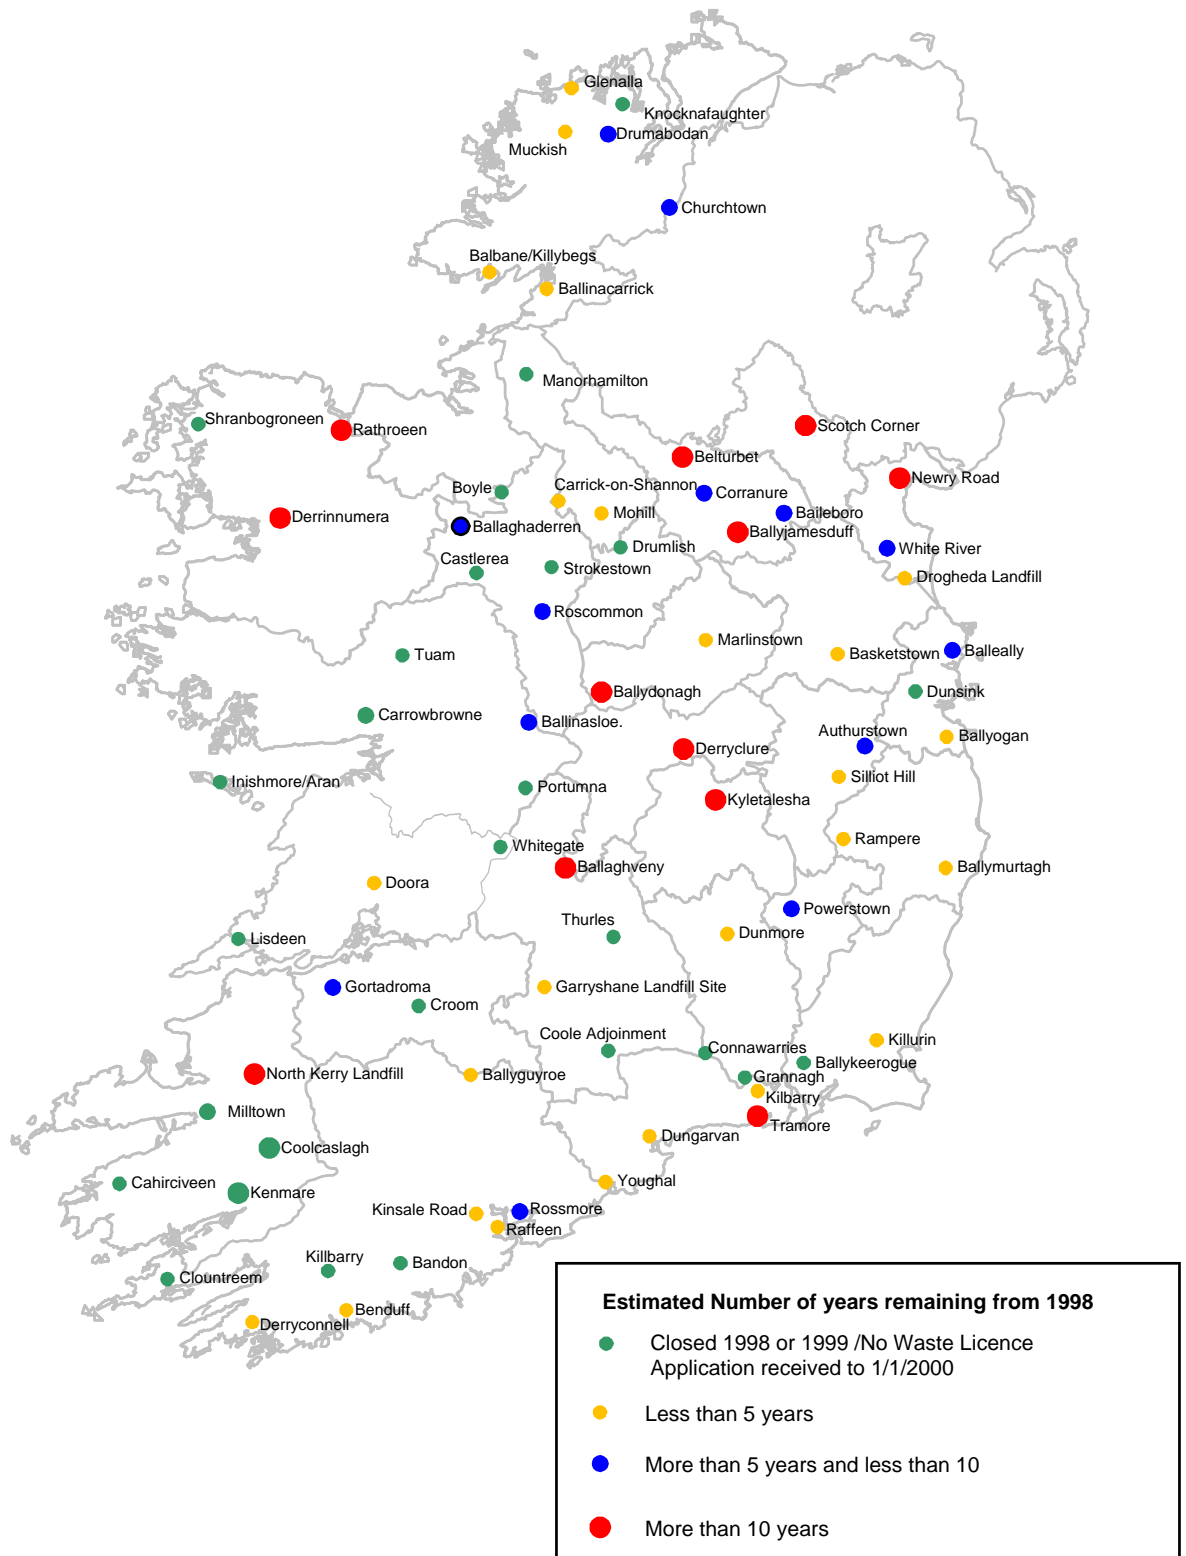 Glenalla
Knocknafaughter
Drumabodan
Muckish
Churchtown
Balbane/Killybegs
Ballinacarrick
Manorhamilton
Shranbogroneen
Rathroeen
Scotch Corner
Belturbet
Newry Road
Boyle
Carrick-on-Shannon
Corranure
Derrinnumera
Mohill
Baileboro
Ballaghaderren
Ballyjamesduff
Drumlish
White River
Castlerea
Strokestown
Drogheda Landfill
Roscommon
Marlinstown
Tuam
Basketstown
Balleally
Ballydonagh
Dunsink
Carrowbrowne
Ballinasloe.
Authurstown
Ballyogan
Derryclure
Inishmore/Aran
Silliot Hill
Portumna
Kyletalesha
Whitegate
Rampere
Ballaghveny
Ballymurtagh
Doora
Powerstown
Thurles
Dunmore
Lisdeen
Gortadroma
Garryshane Landfill Site
Croom
Coole Adjoinment
Killurin
Connawarries
Ballykeerogue
North Kerry Landfill
Ballyguyroe
Grannagh
Kilbarry
Milltown
Tramore
Dungarvan
Coolcaslagh
Cahirciveen
Youghal
Kenmare
Kinsale Road
Rossmore
Raffeen
Killbarry
Bandon
Clountreem
Benduff
Derryconnell
Estimated Number of years remaining from 1998
Closed 1998 or 1999 /No Waste Licence
Application received to 1/1/2000
Less than 5 years
More than 5 years and less than 10
More than 10 years